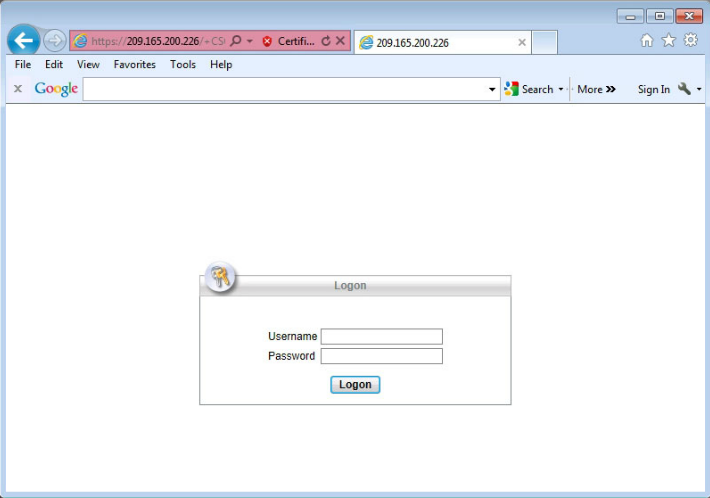 https://209.165.200.226/+CS Certifi... 209.165.200.226
File Edit View Favorites Tools Help
x Google Search More Sign In
Logon
Username
Password
Logon